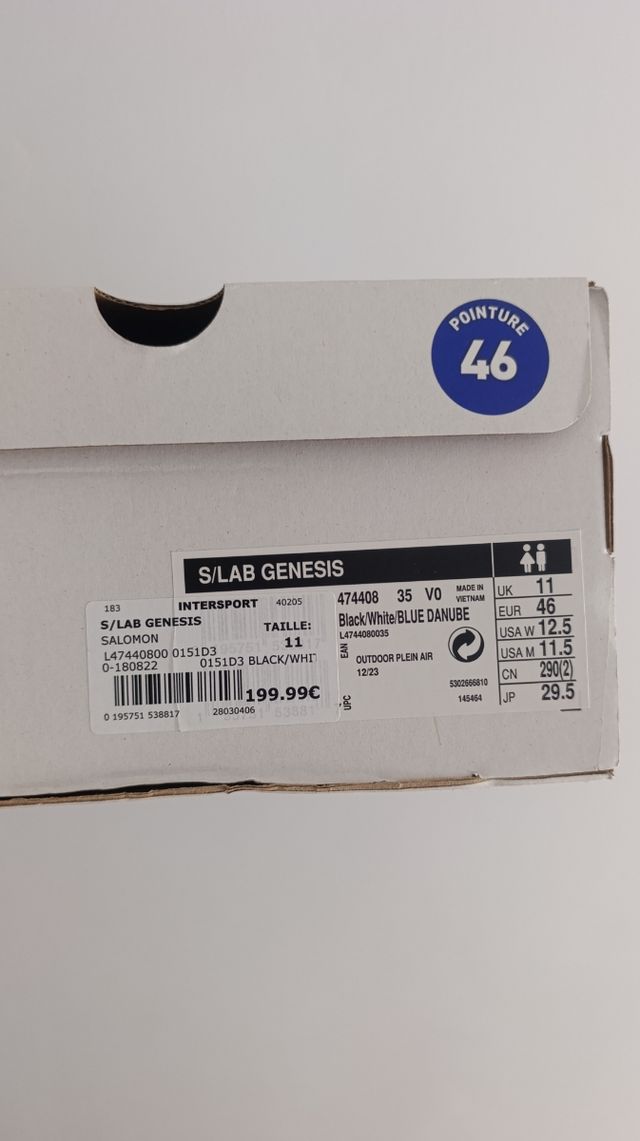 POINTURE
46
S/LAB GENESIS
474408 35 V0
MADE IN
VIETNAM
Black/White/BLUE DANUBE
L4744080035
EAN
OUTDOOR PLEIN AIR
12/23
5302666810
145464
UPC
UK 11
EUR 46
USA W 12.5
USA M 11.5
CN 290(2)
JP 29.5
183 INTERSPORT 40205
S/LAB GENESIS
SALOMON
TAILLE:
11
L47440800 0151D3
0-180822 0151D3 BLACK/WHI
199.99€
0 195751 538817 28030406